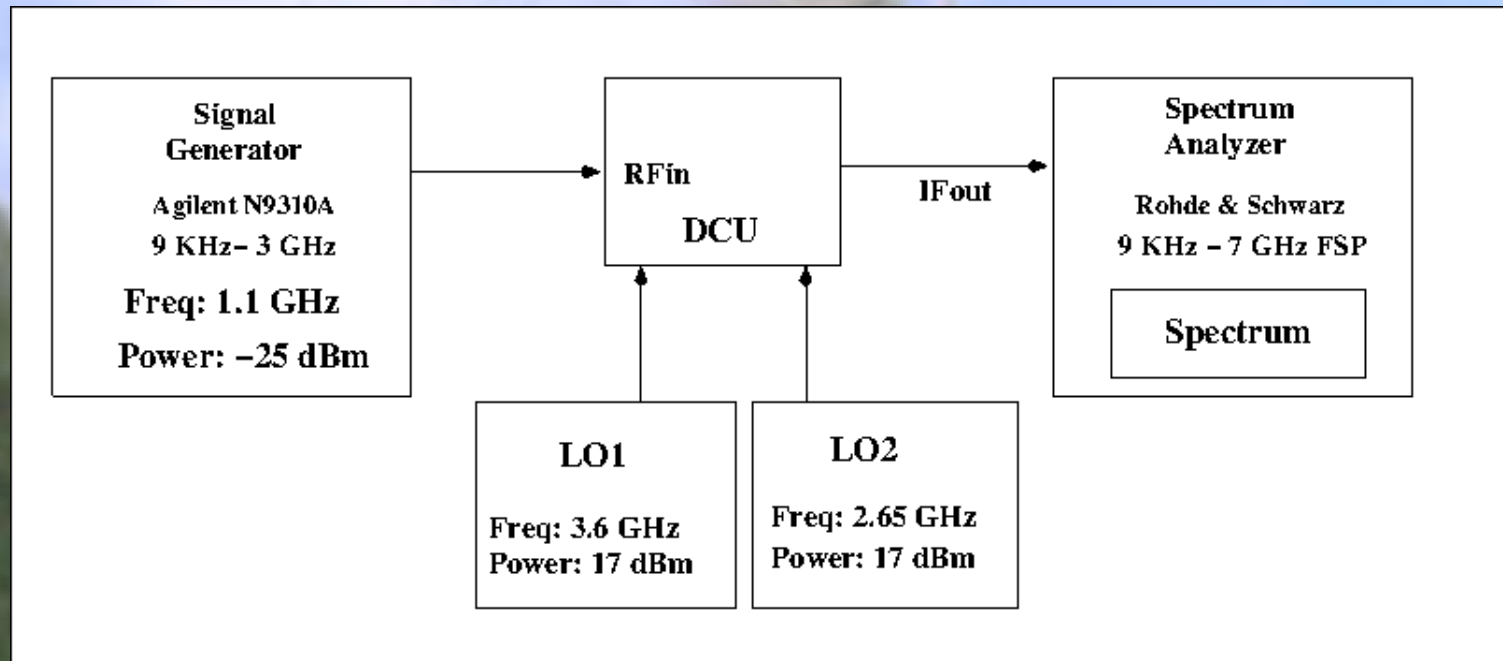 Signal
Generator
Agilent N9310A
9 KHz– 3 GHz
Freq: 1.1 GHz
Power: –25 dBm
RFin
DCU
IFout
Spectrum
Analyzer
Rohde & Schwarz
9 KHz – 7 GHz FSP
Spectrum
LO1
Freq: 3.6 GHz
Power: 17 dBm
LO2
Freq: 2.65 GHz
Power: 17 dBm